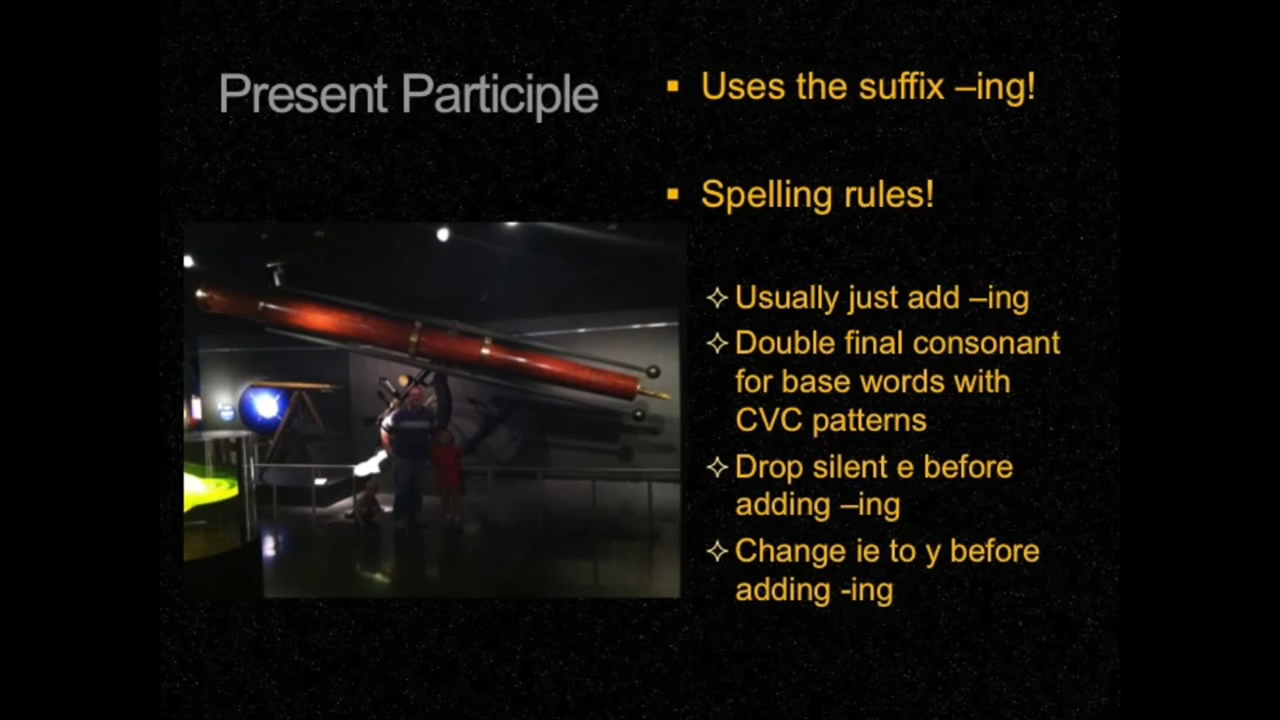 Present Participle
Uses the suffix –ing!
Spelling rules!
Usually just add –ing
Double final consonant
for base words with
CVC patterns
Drop silent e before
adding –ing
Change ie to y before
adding -ing